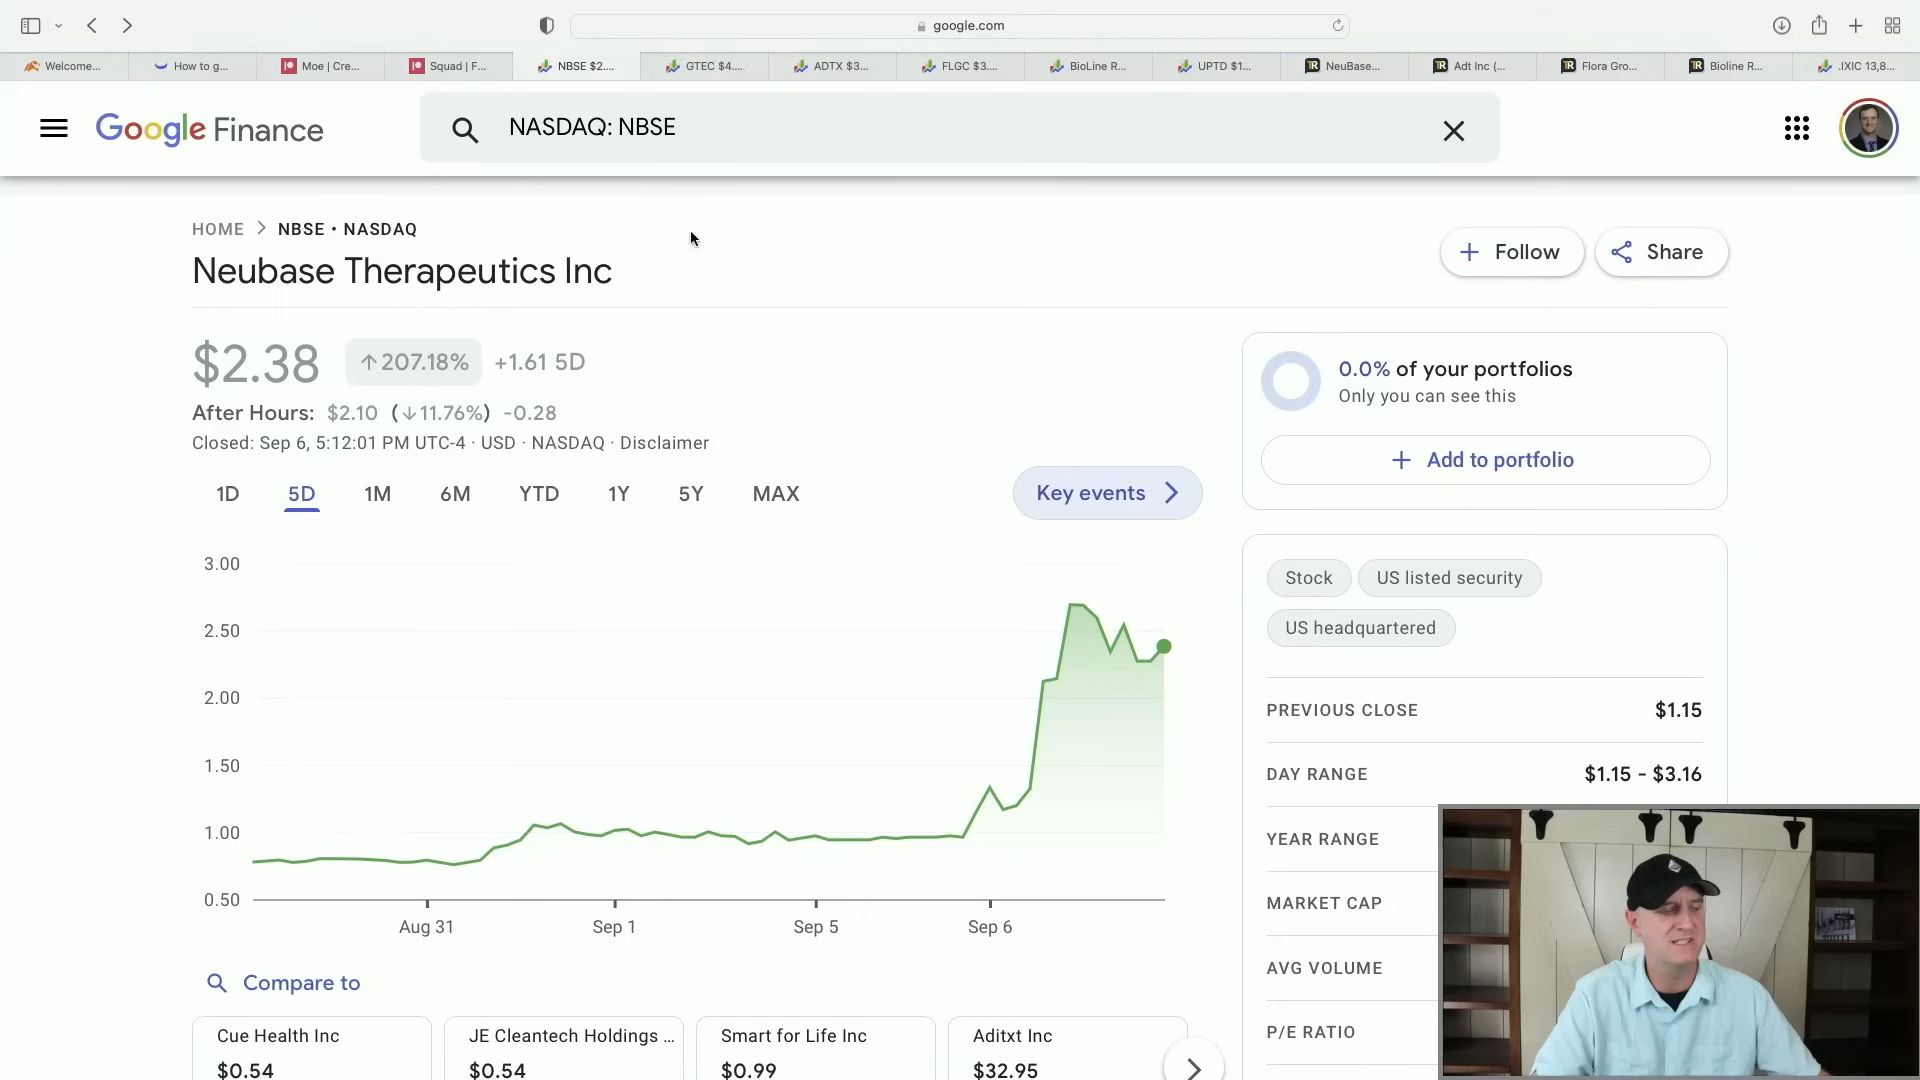 google.com
Welcome...
How to g...
Moe | Cre...
Squad | F...
NBSE $2....
GTEC $4....
ADTX $3...
FLGC $3....
BioLine R...
UPTD $1...
NeuBase...
Adt Inc (...
Flora Gro...
Bioline R...
.IXIC 13,8...
Google Finance
NASDAQ: NBSE
HOME > NBSE • NASDAQ
Neubase Therapeutics Inc
+ Follow
Share
$2.38 ↑207.18% +1.61 5D
After Hours: $2.10 (↓11.76%) -0.28
Closed: Sep 6, 5:12:01 PM UTC-4 · USD · NASDAQ · Disclaimer
1D 5D 1M 6M YTD 1Y 5Y MAX
Key events
3.00
2.50
2.00
1.50
1.00
0.50
Aug 31 Sep 1 Sep 5 Sep 6
Compare to
Cue Health Inc
$0.54
JE Cleantech Holdings ...
$0.54
Smart for Life Inc
$0.99
Aditxt Inc
$32.95
0.0% of your portfolios
Only you can see this
+ Add to portfolio
Stock
US listed security
US headquartered
PREVIOUS CLOSE $1.15
DAY RANGE $1.15 - $3.16
YEAR RANGE
MARKET CAP
AVG VOLUME
P/E RATIO